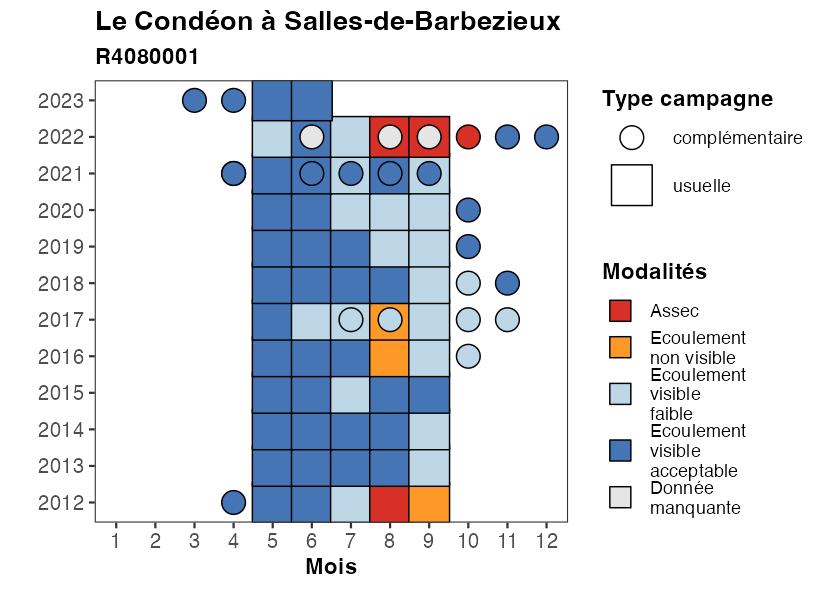 Le Condéon à Salles-de-Barbezieux
R4080001
2023
2022
2021
2020
2019
2018
2017
2016
2015
2014
2013
2012
1 2 3 4 5 6 7 8 9 10 11 12
Mois
Type campagne
complémentaire
usuelle
Modalités
Assec
Ecoulement
non visible
Ecoulement
visible
faible
Ecoulement
visible
acceptable
Donnée
manquante